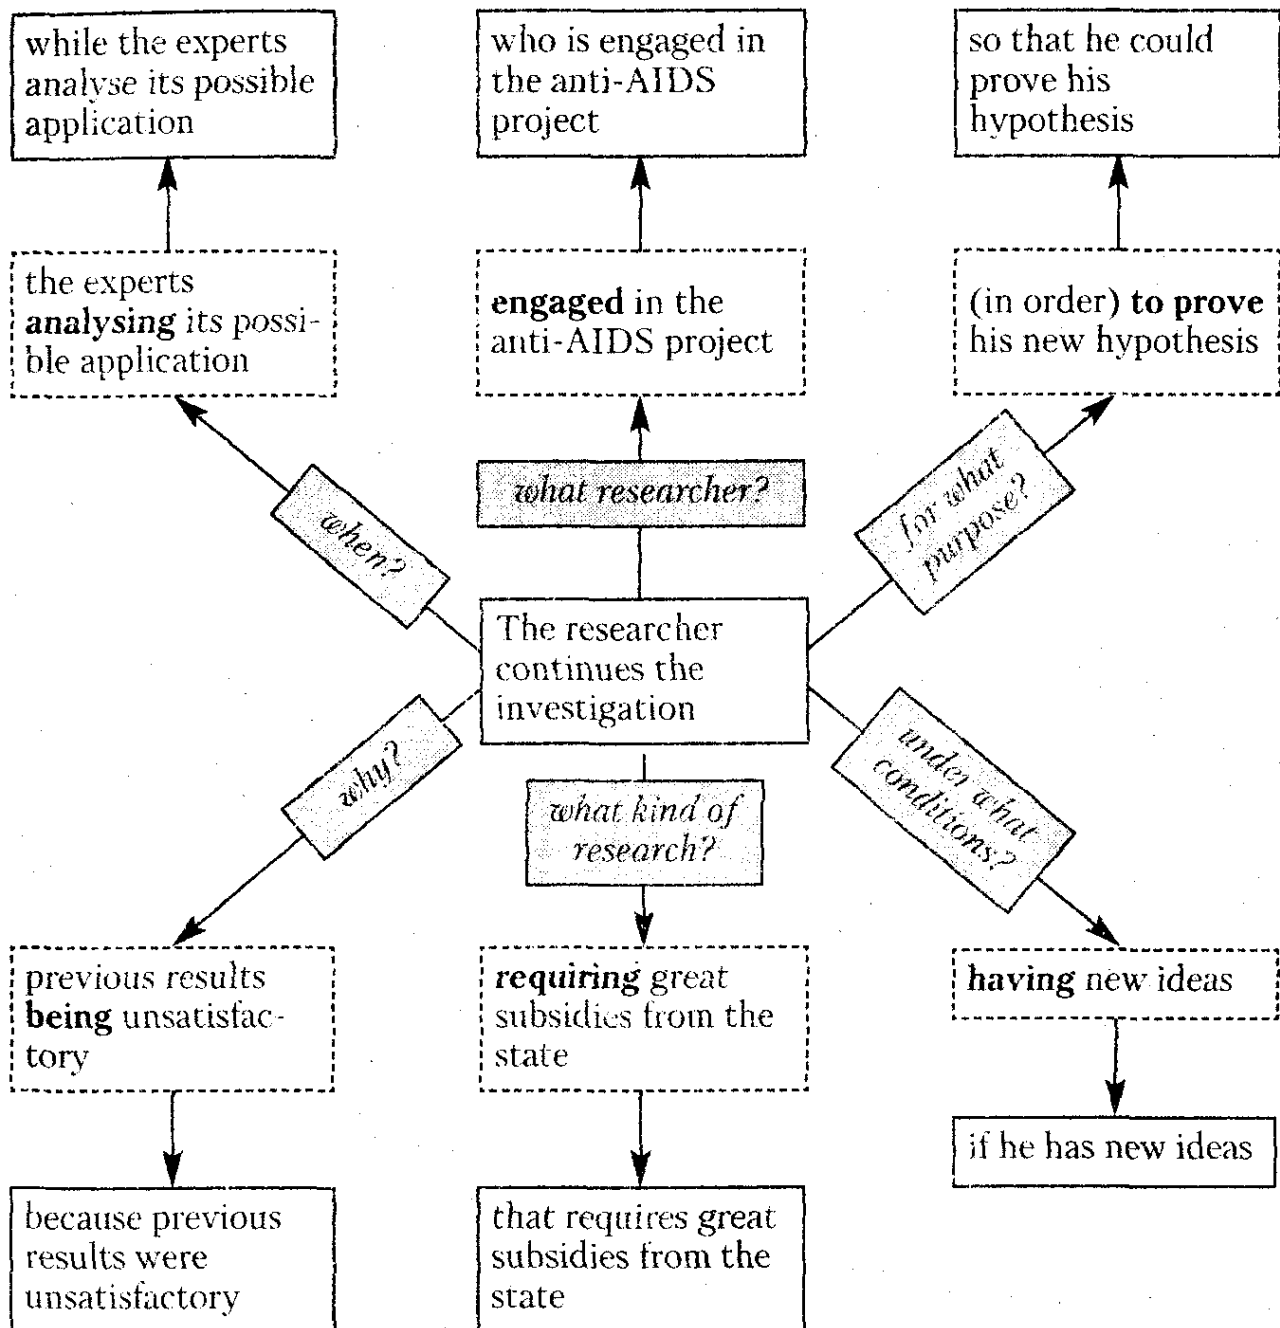 while the experts
analyse its possible
application
who is engaged in
the anti-AIDS
project
so that he could
prove his
hypothesis
the experts
analysing its possi-
ble application
engaged in the
anti-AIDS project
(in order) to prove
his new hypothesis
when?
what researcher?
for what
purpose?
The researcher
continues the
investigation
why?
what kind of
research?
under what
conditions?
previous results
being unsatisfac-
tory
requiring great
subsidies from the
state
having new ideas
if he has new ideas
because previous
results were
unsatisfactory
that requires great
subsidies from the
state